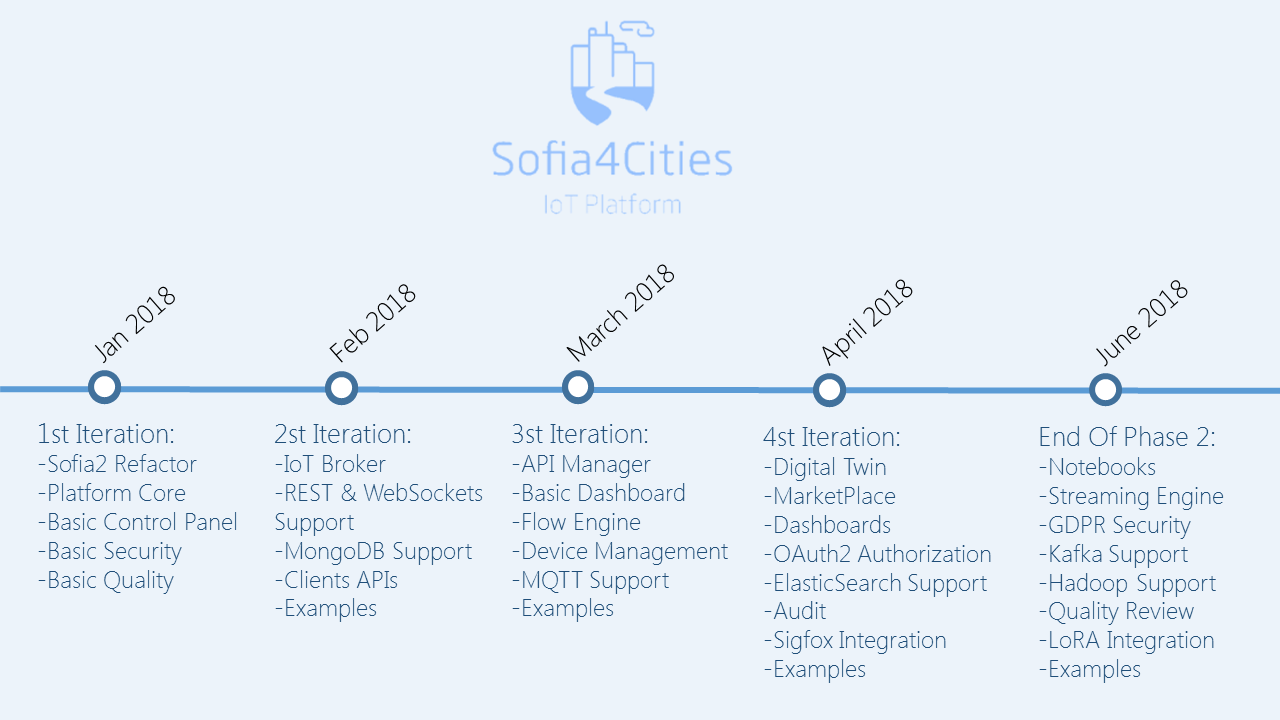 Sofia4Cities
IoT Platform
Jan 2018
Feb 2018
March 2018
April 2018
June 2018
1st Iteration:
-Sofia2 Refactor
-Platform Core
-Basic Control Panel
-Basic Security
-Basic Quality
2st Iteration:
-IoT Broker
-REST & WebSockets
Support
-MongoDB Support
-Clients APIs
-Examples
3st Iteration:
-API Manager
-Basic Dashboard
-Flow Engine
-Device Management
-MQTT Support
-Examples
4st Iteration:
-Digital Twin
-MarketPlace
-Dashboards
-OAuth2 Authorization
-ElasticSearch Support
-Audit
-Sigfox Integration
-Examples
End Of Phase 2:
-Notebooks
-Streaming Engine
-GDPR Security
-Kafka Support
-Hadoop Support
-Quality Review
-LoRA Integration
-Examples